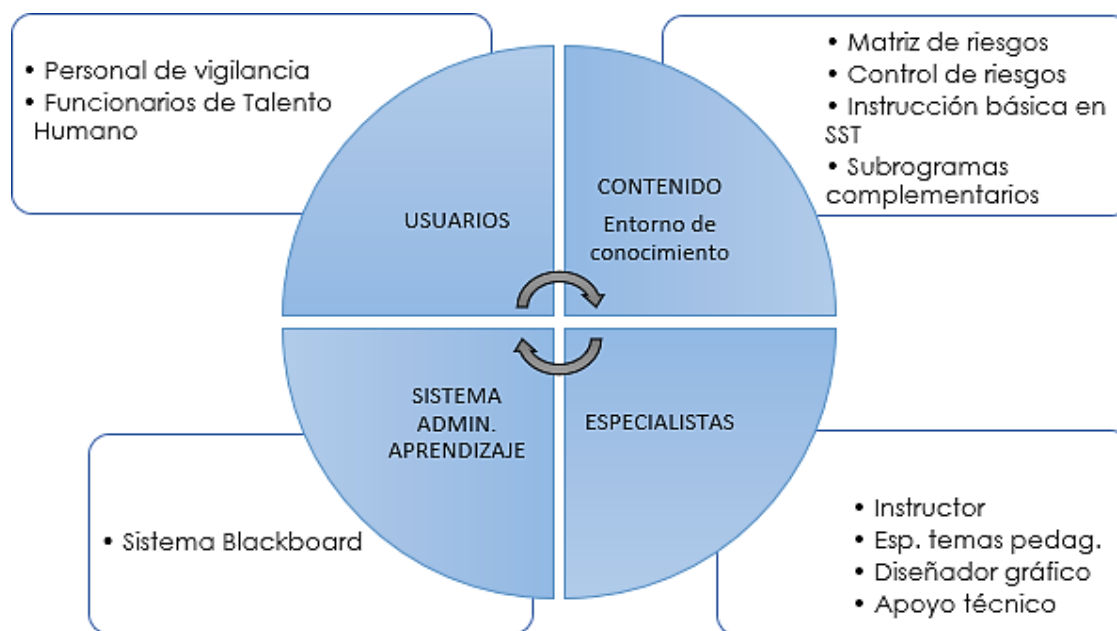 • Personal de vigilancia
• Funcionarios de Talento
Humano
• Matriz de riesgos
• Control de riesgos
• Instrucción básica en
SST
• Subrogramas
complementarios
USUARIOS
CONTENIDO
Entorno de
conocimiento
SISTEMA
ADMIN.
APRENDIZAJE
ESPECIALISTAS
• Sistema Blackboard
• Instructor
• Esp. temas pedag.
• Diseñador gráfico
• Apoyo técnico